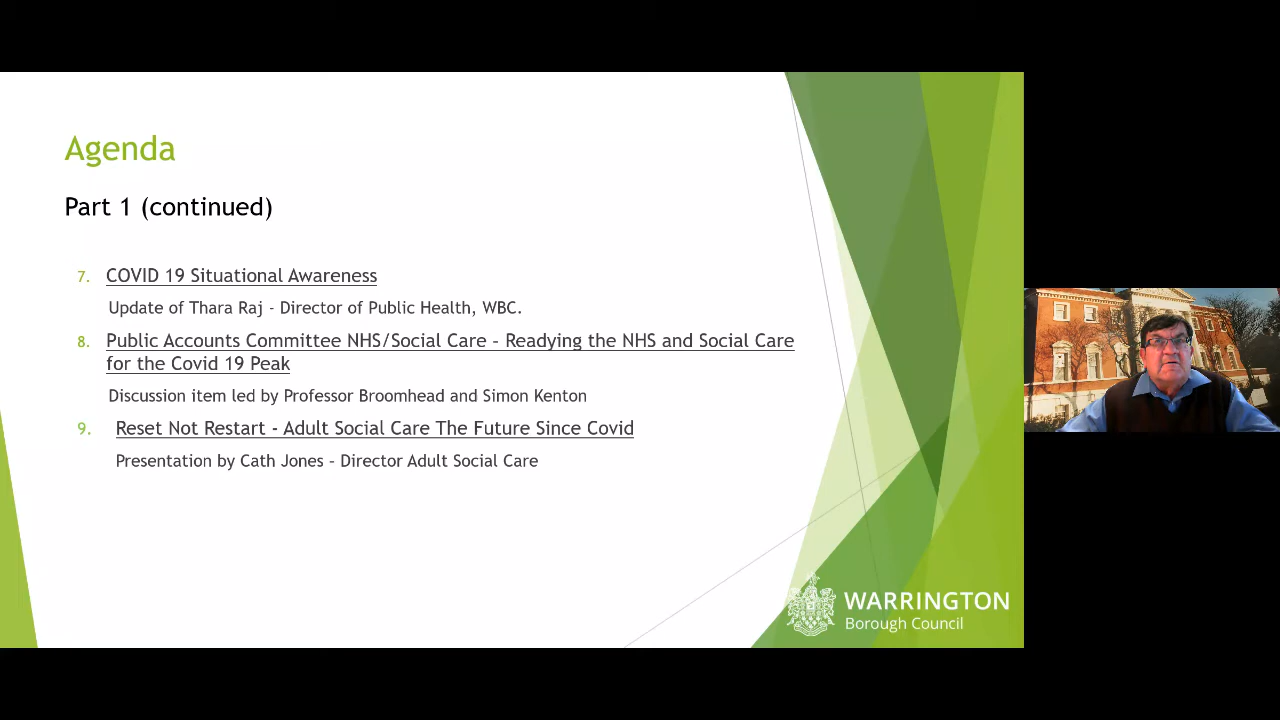 Agenda
Part 1 (continued)
7. COVID 19 Situational Awareness
Update of Thara Raj - Director of Public Health, WBC.
8. Public Accounts Committee NHS/Social Care – Readying the NHS and Social Care
for the Covid 19 Peak
Discussion item led by Professor Broomhead and Simon Kenton
9. Reset Not Restart - Adult Social Care The Future Since Covid
Presentation by Cath Jones – Director Adult Social Care
WARRINGTON
Borough Council